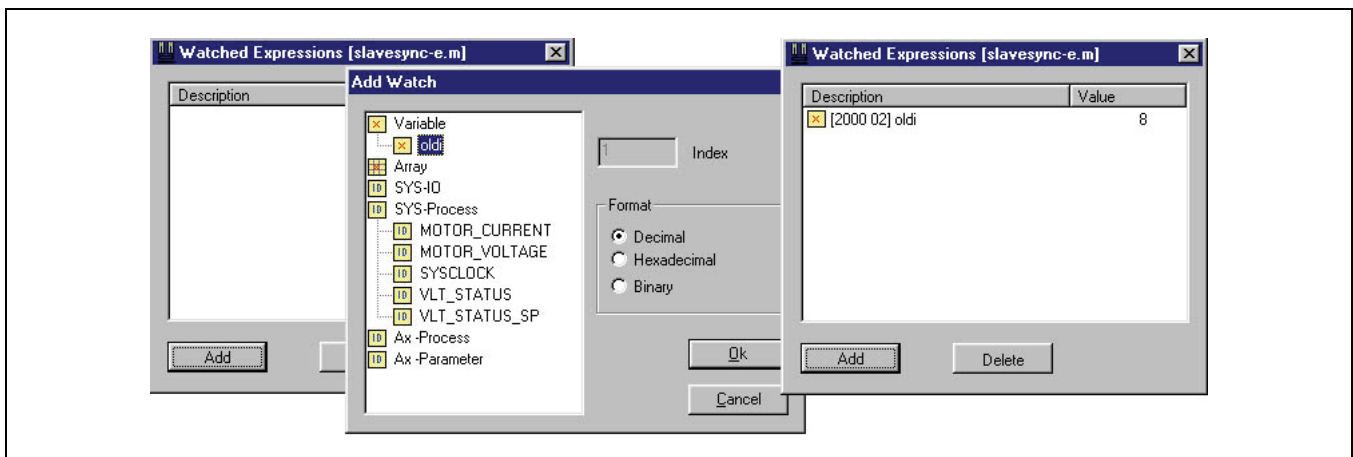 Watched Expressions [slavesync-e.m]
Description
Add
Add Watch
Variable
oldi
Array
SYS-IO
SYS-Process
MOTOR_CURRENT
MOTOR_VOLTAGE
SYSCLOCK
VLT_STATUS
VLT_STATUS_SP
Ax -Process
Ax -Parameter
1 Index
Format
Decimal
Hexadecimal
Binary
Ok
Cancel
Watched Expressions [slavesync-e.m]
Description Value
[2000 02] oldi 8
Add Delete